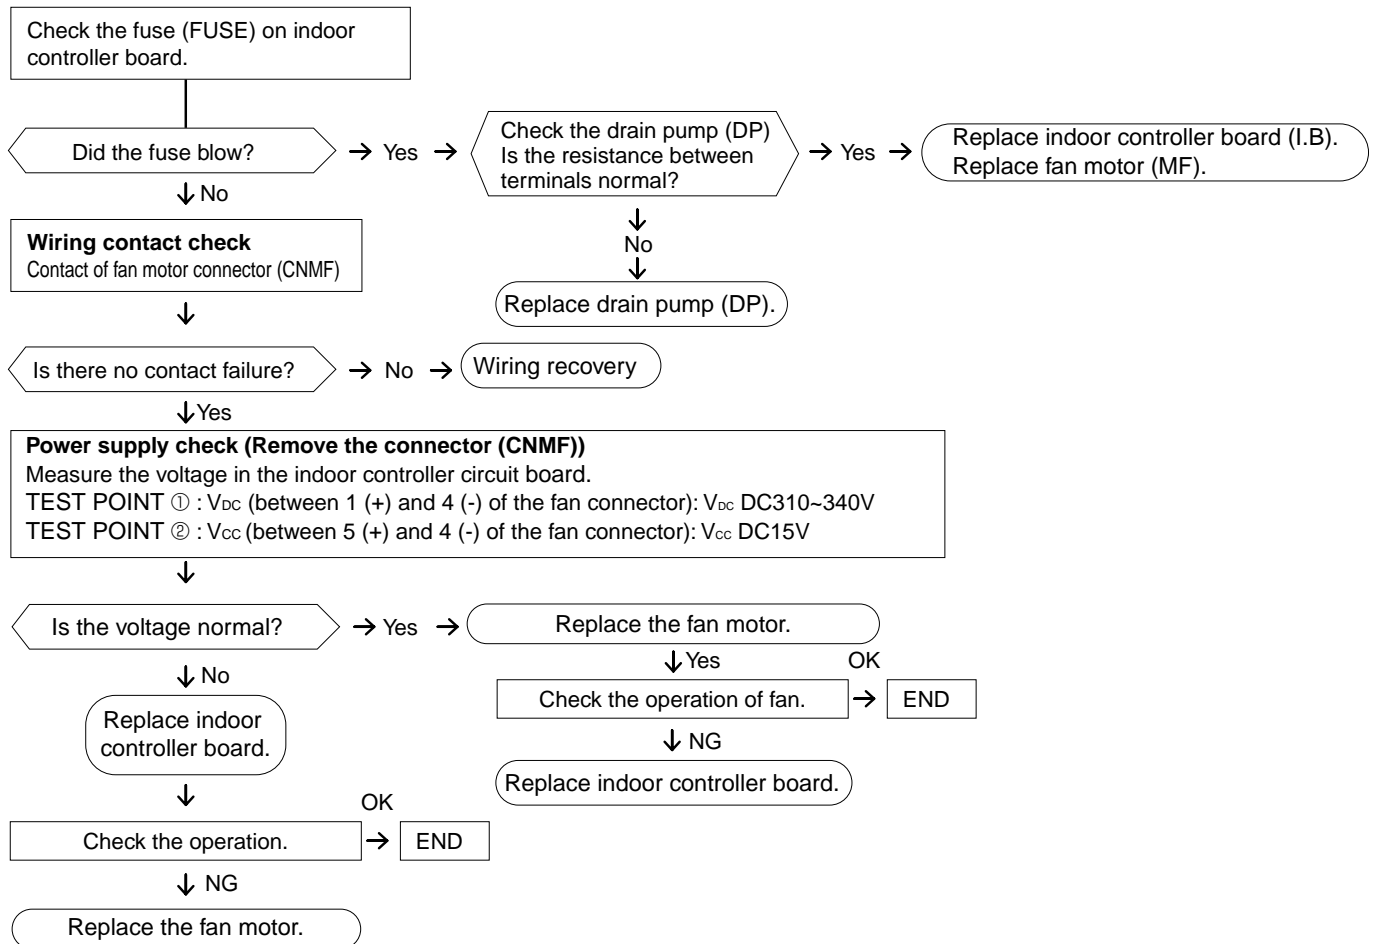 Check the fuse (FUSE) on indoor
controller board.
Did the fuse blow?
Yes
Check the drain pump (DP)
Is the resistance between
terminals normal?
Yes
Replace indoor controller board (I.B).
Replace fan motor (MF).
No
No
Replace drain pump (DP).
Wiring contact check
Contact of fan motor connector (CNMF)
Is there no contact failure?
No
Wiring recovery
Yes
Power supply check (Remove the connector (CNMF))
Measure the voltage in the indoor controller circuit board.
TEST POINT ① : VDC (between 1 (+) and 4 (-) of the fan connector): VDC DC310~340V
TEST POINT ② : VCC (between 5 (+) and 4 (-) of the fan connector): VCC DC15V
Is the voltage normal?
Yes
Replace the fan motor.
Yes
OK
Check the operation of fan.
END
NG
Replace indoor controller board.
No
Replace indoor
controller board.
OK
Check the operation.
END
NG
Replace the fan motor.